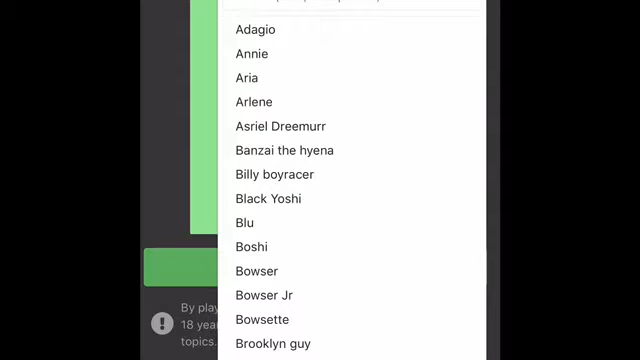 Adagio
Annie
Aria
Arlene
Asriel Dreemurr
Banzai the hyena
Billy boyracer
Black Yoshi
Blu
Boshi
Bowser
Bowser Jr
Bowsette
Brooklyn guy
By play
18 year
topics.